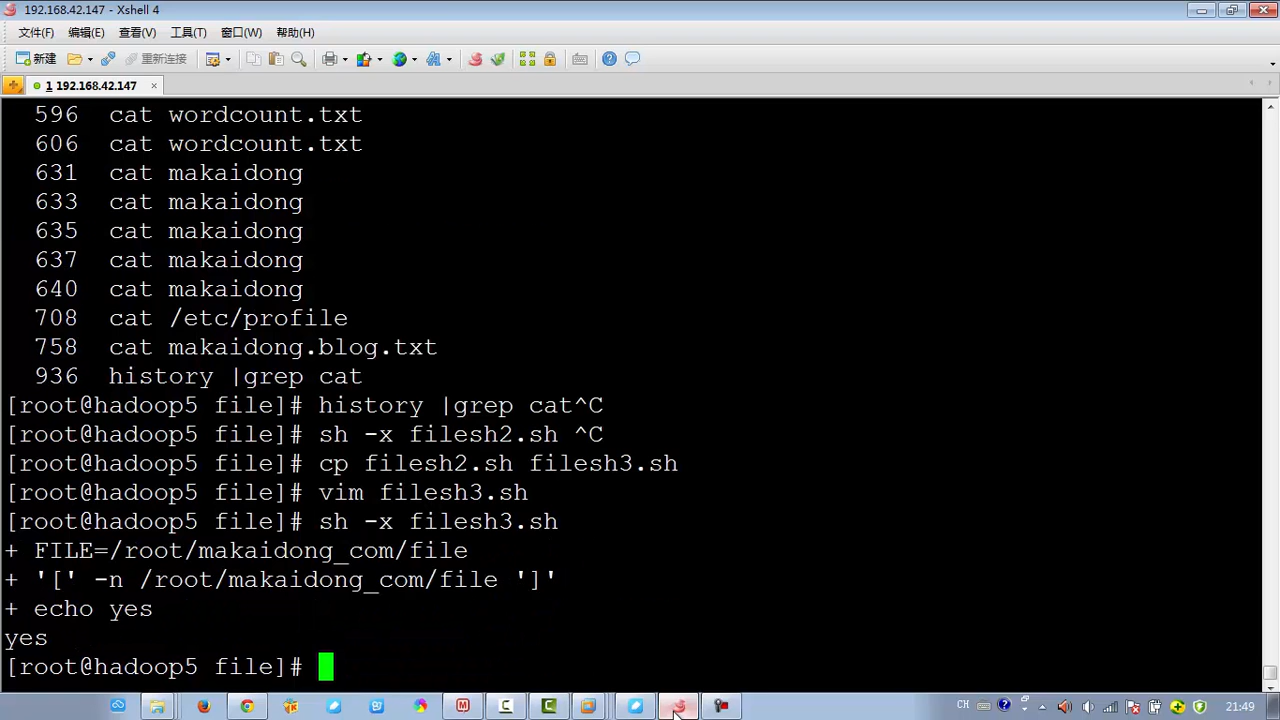 192.168.42.147 - Xshell 4
文件(F) 编辑(E) 查看(V) 工具(T) 窗口(W) 帮助(H)
新建 重新连接
1 192.168.42.147 ×
596 cat wordcount.txt
606 cat wordcount.txt
631 cat makaidong
633 cat makaidong
635 cat makaidong
637 cat makaidong
640 cat makaidong
708 cat /etc/profile
758 cat makaidong.blog.txt
936 history |grep cat
[root@hadoop5 file]# history |grep cat^C
[root@hadoop5 file]# sh -x filesh2.sh ^C
[root@hadoop5 file]# cp filesh2.sh filesh3.sh
[root@hadoop5 file]# vim filesh3.sh
[root@hadoop5 file]# sh -x filesh3.sh
+ FILE=/root/makaidong_com/file
+ '[' -n /root/makaidong_com/file ']'
+ echo yes
yes
[root@hadoop5 file]#
CH 21:49